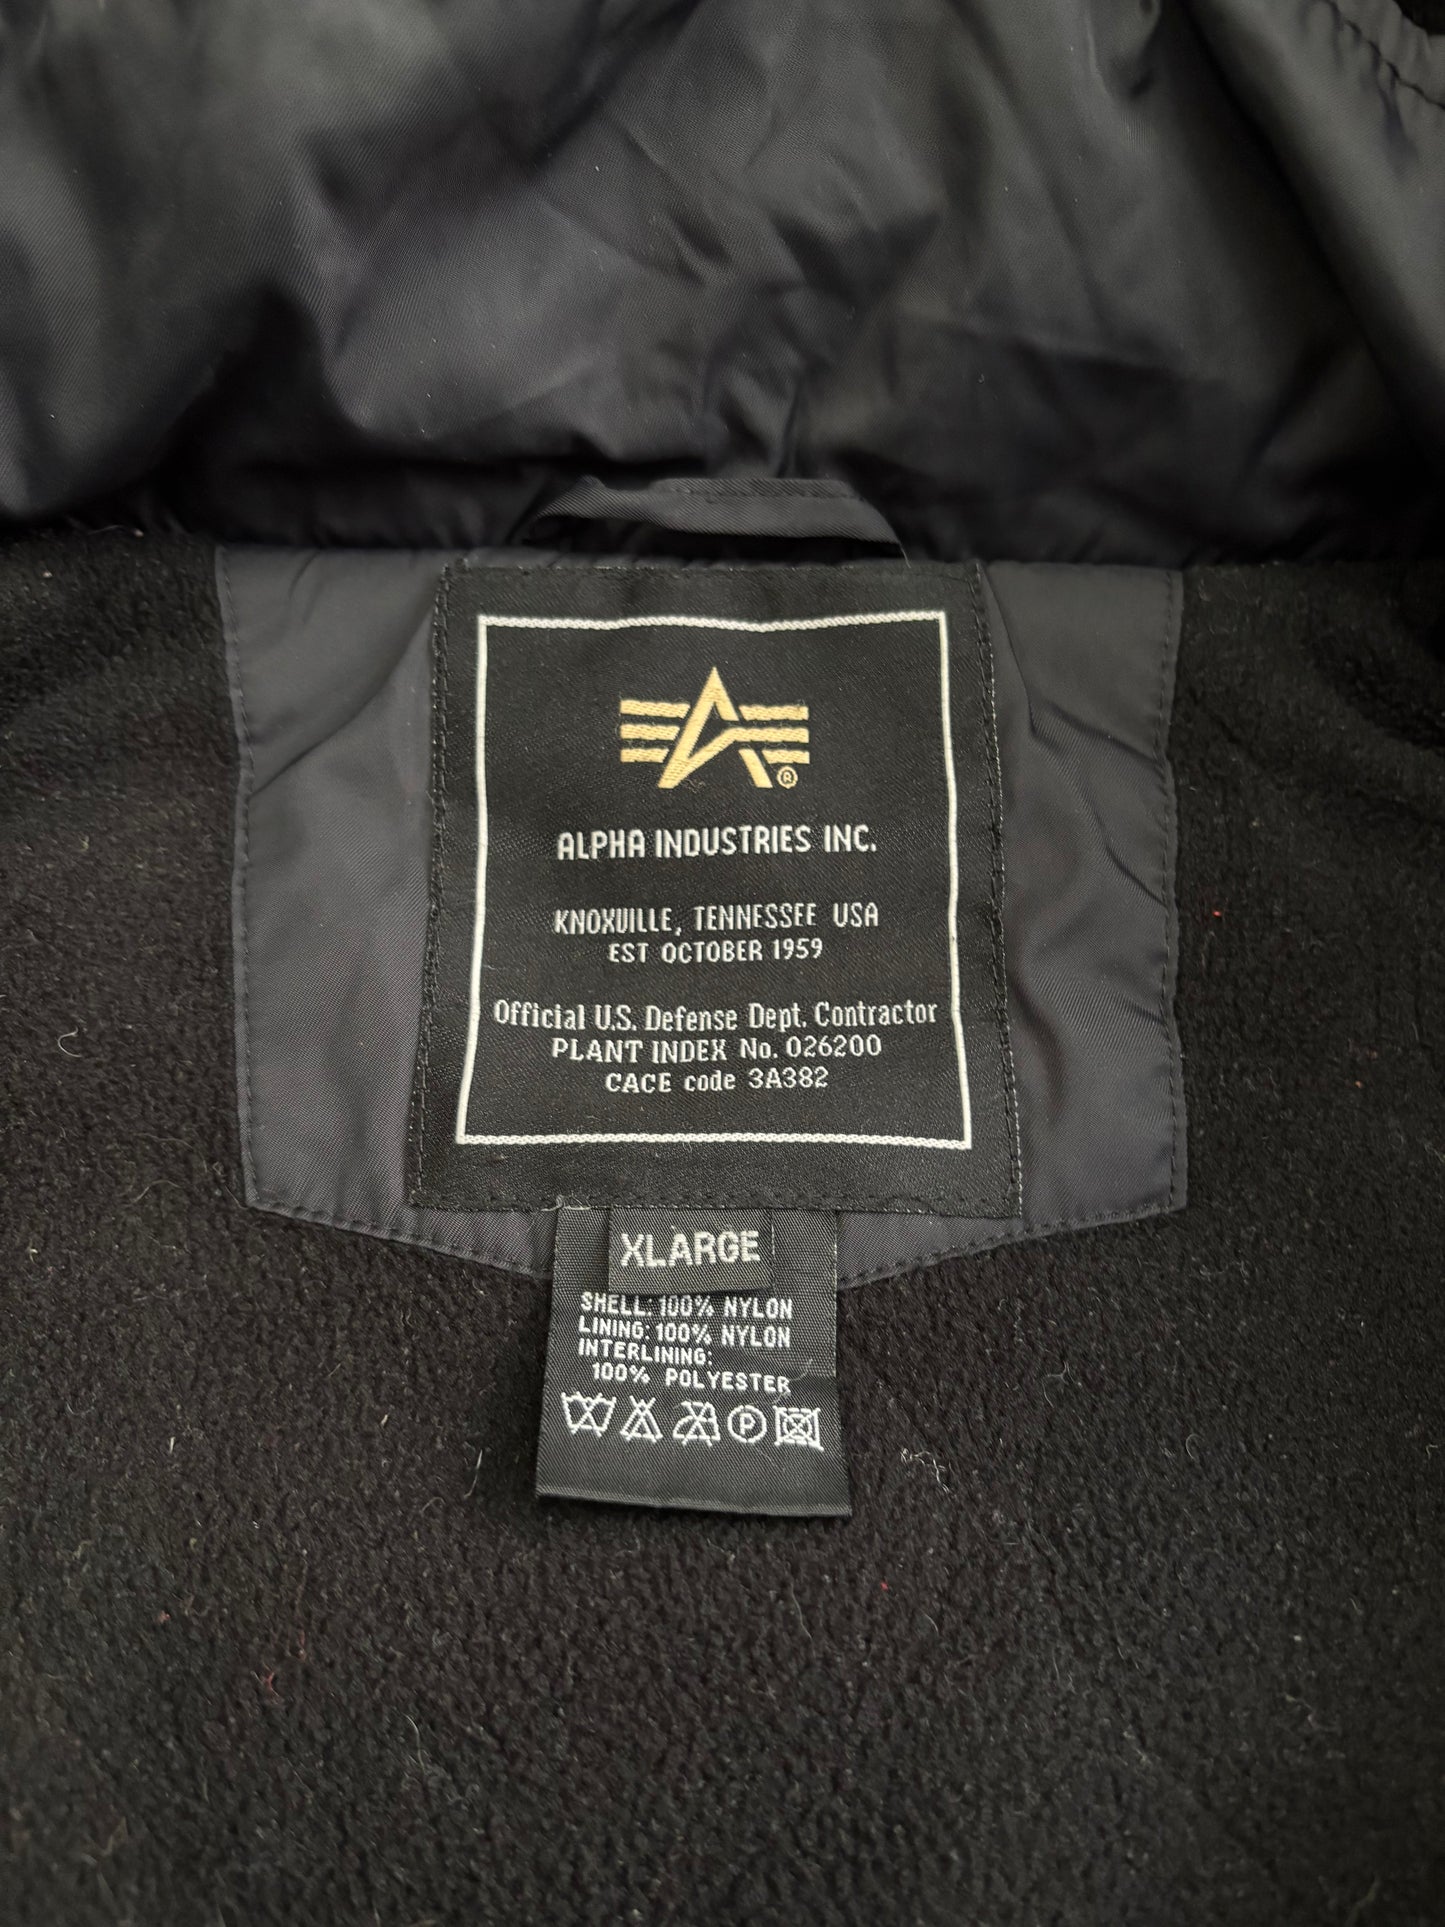 ®
ALPHA INDUSTRIES INC.
KNOXVILLE, TENNESSEE USA
EST OCTOBER 1959
Official U.S. Defense Dept. Contractor
PLANT INDEX No. 026200
CACE code 3A382
XLARGE
SHELL: 100% NYLON
LINING: 100% NYLON
INTERLINING:
100% POLYESTER
P